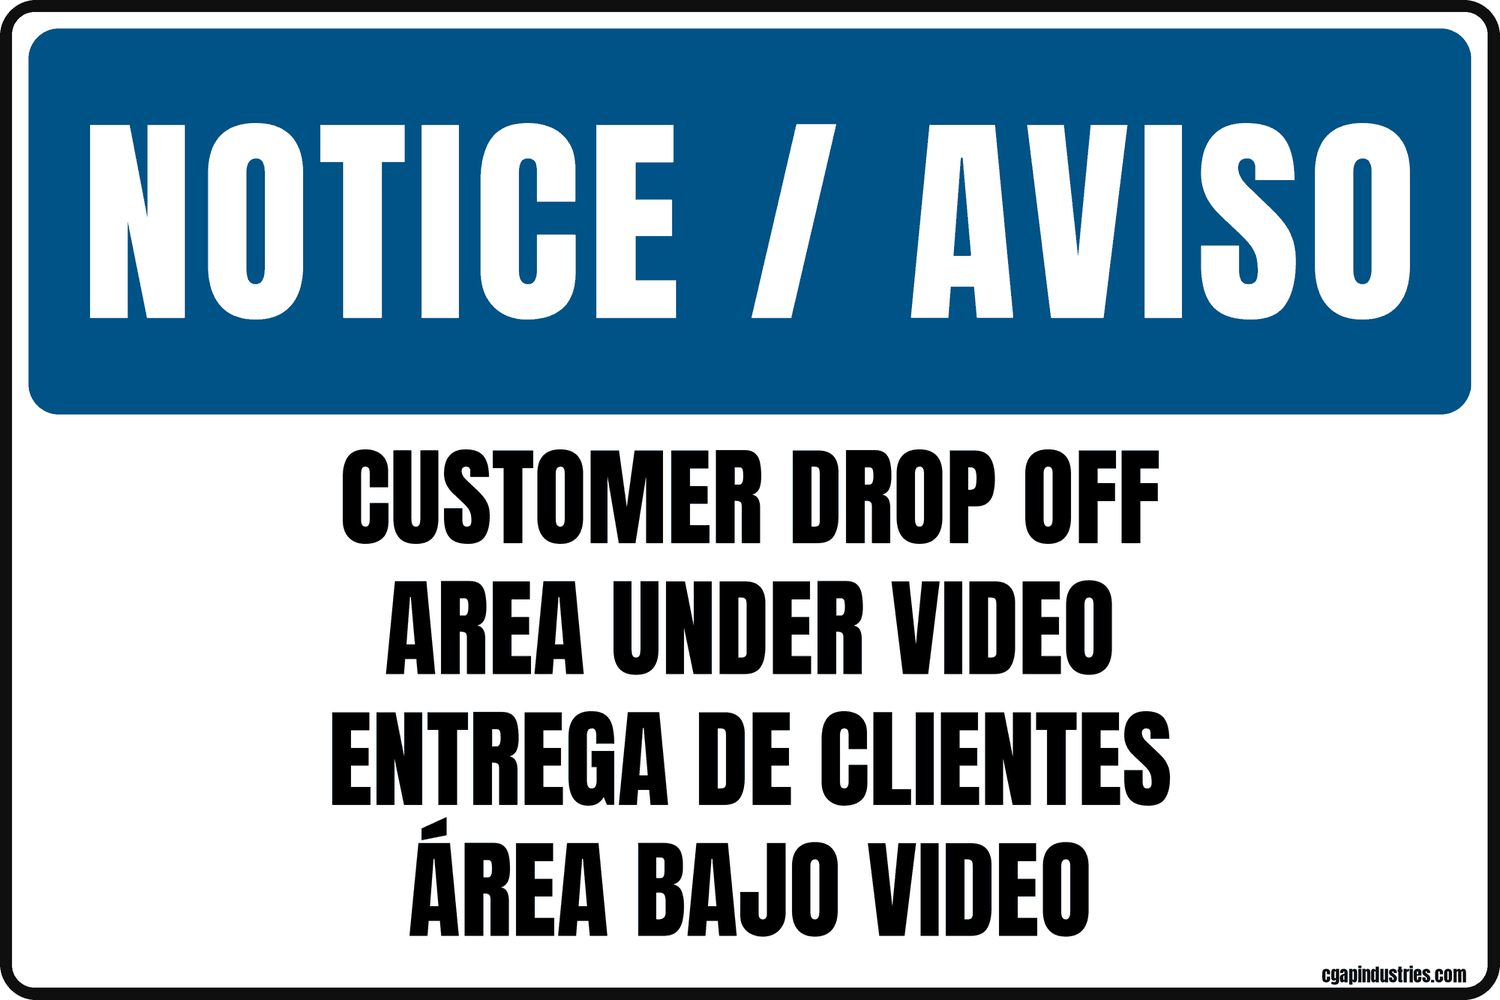 NOTICE / AVISO
CUSTOMER DROP OFF
AREA UNDER VIDEO
ENTREGA DE CLIENTES
ÁREA BAJO VIDEO
cgapindustries.com